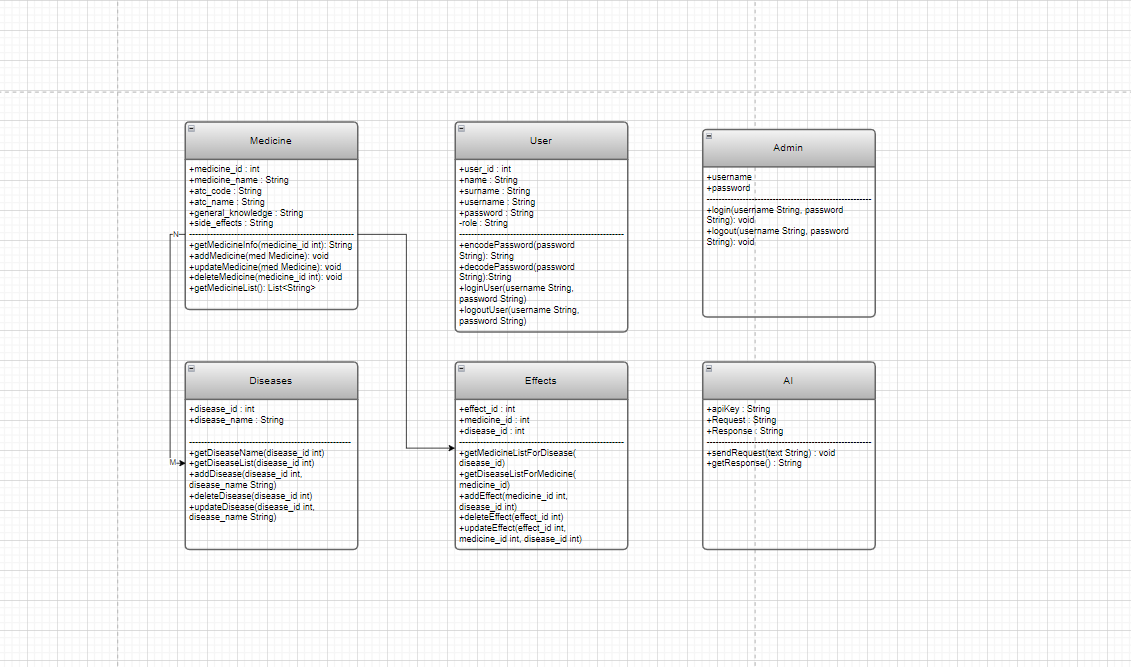 Medicine
+medicine_id : int
+medicine_name : String
+atc_code : String
+atc_name : String
+general_knowledge : String
+side_effects : String
N
+getMedicineInfo(medicine_id int): String
+addMedicine(med Medicine): void
+updateMedicine(med Medicine): void
+deleteMedicine(medicine_id int): void
+getMedicineList(): List<String>
User
+user_id : int
+name : String
+surname : String
+username : String
+password : String
-role : String
+encodePassword(password
String): String
+decodePassword(password
String):String
+loginUser(username String,
password String)
+logoutUser(username String,
password String)
Admin
+username
+password
+login(username String, password
String): void
+logout(username String, password
String): void
Diseases
+disease_id : int
+disease_name : String
+getDiseaseName(disease_id int)
M
+getDiseaseList(disease_id int)
+addDisease(disease_id int,
disease_name String)
+deleteDisease(disease_id int)
+updateDisease(disease_id int,
disease_name String)
Effects
+effect_id : int
+medicine_id : int
+disease_id : int
+getMedicineListForDisease(
disease_id)
+getDiseaseListForMedicine(
medicine_id)
+addEffect(medicine_id int,
disease_id int)
+deleteEffect(effect_id int)
+updateEffect(effect_id int,
medicine_id int, disease_id int)
AI
+apiKey : String
+Request : String
+Response : String
+sendRequest(text String) : void
+getResponse() : String